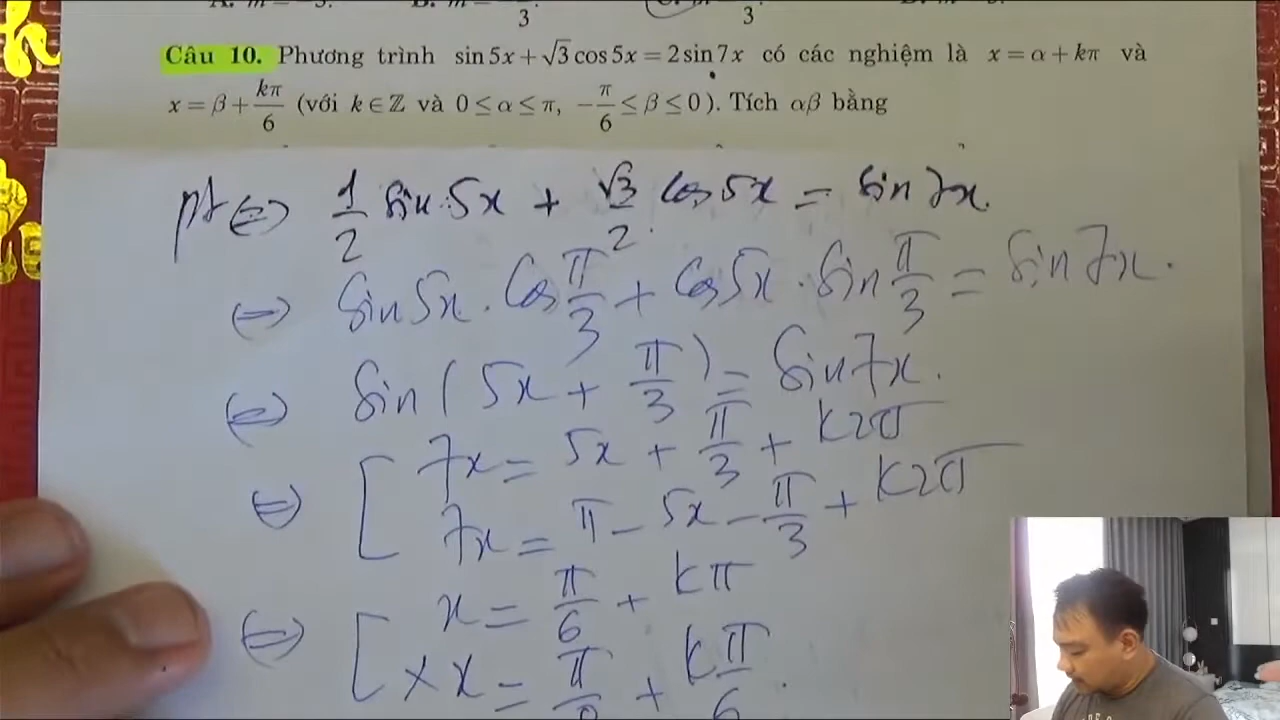 3. 3.
Câu 10. Phương trình sin 5x + √3 cos 5x = 2 sin 7x có các nghiệm là x = α + kπ và
x = β + kπ/6 (với k ∈ ℤ và 0 ≤ α ≤ π, -π/6 ≤ β ≤ 0). Tích αβ bằng
pt ⇔ 1/2 sin 5x + √3/2 cos 5x = sin 7x.
⇔ sin 5x . cos π/3 + cos 5x . sin π/3 = sin 7x.
⇔ sin ( 5x + π/3 ) = sin 7x.
⇔ [ 7x = 5x + π/3 + k2π
7x = π - 5x - π/3 + k2π
⇔ [ x = π/6 + kπ
x = π + kπ/6 .